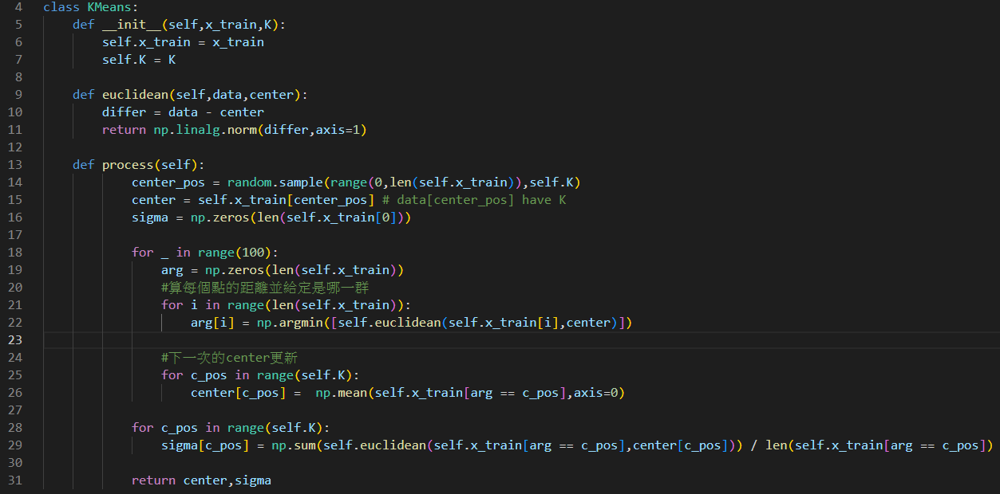 4 class KMeans:
5     def __init__(self,x_train,K):
6         self.x_train = x_train
7         self.K = K
8
9     def euclidean(self,data,center):
10         differ = data - center
11         return np.linalg.norm(differ,axis=1)
12
13     def process(self):
14             center_pos = random.sample(range(0,len(self.x_train)),self.K)
15             center = self.x_train[center_pos] # data[center_pos] have K
16             sigma = np.zeros(len(self.x_train[0]))
17
18             for _ in range(100):
19                 arg = np.zeros(len(self.x_train))
20                 #算每個點的距離並給定是哪一群
21                 for i in range(len(self.x_train)):
22                     arg[i] = np.argmin([self.euclidean(self.x_train[i],center)])
23
24                 #下一次的center更新
25                 for c_pos in range(self.K):
26                     center[c_pos] =  np.mean(self.x_train[arg == c_pos],axis=0)
27
28             for c_pos in range(self.K):
29                 sigma[c_pos] = np.sum(self.euclidean(self.x_train[arg == c_pos],center[c_pos])) / len(self.x_train[arg == c_pos])
30
31             return center,sigma